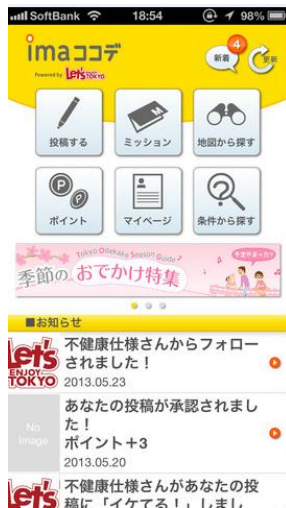 SoftBank 18:54 98%
imaココデ
Powered by Let's ENJOY TOKYO
新着 4
更新
投稿する
ミッション
地図から探す
ポイント
マイページ
条件から探す
Tokyo Odekake Season Guide
季節の おでかけ特集
■お知らせ
Let's ENJOY TOKYO
不健康仕様さんからフォロー
されました！
2013.05.23
No
image
あなたの投稿が承認されまし
た！
ポイント+3
2013.05.20
Let's
不健康仕様さんがあなたの投
稿に「イケてる！」しまし